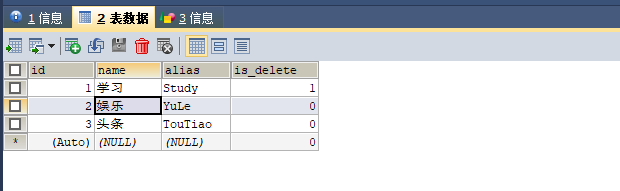 1 信息 2 表数据 3 信息
id name alias is_delete
1 学习 Study 1
2 娱乐 YuLe 0
3 头条 TouTiao 0
* (Auto) (NULL) (NULL) 0